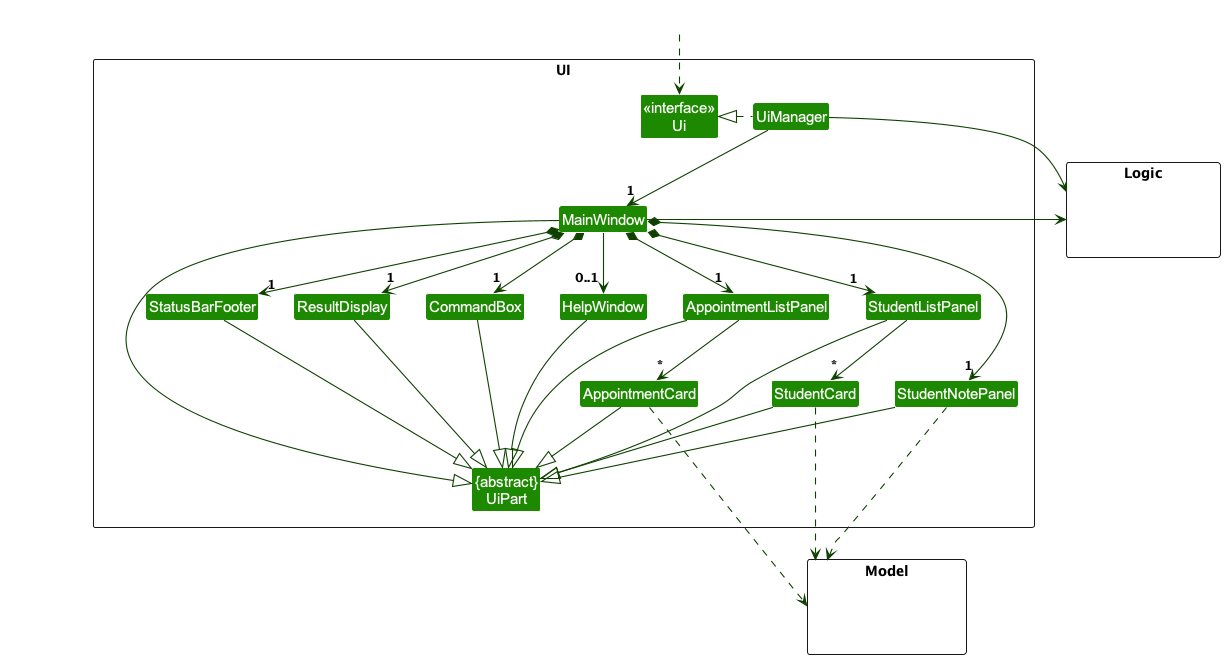 UI
«interface»
Ui
UiManager
Logic
1
MainWindow
1
1
1
0..1
1
1
StatusBarFooter
ResultDisplay
CommandBox
HelpWindow
AppointmentListPanel
StudentListPanel
*
*
1
AppointmentCard
StudentCard
StudentNotePanel
{abstract}
UiPart
Model